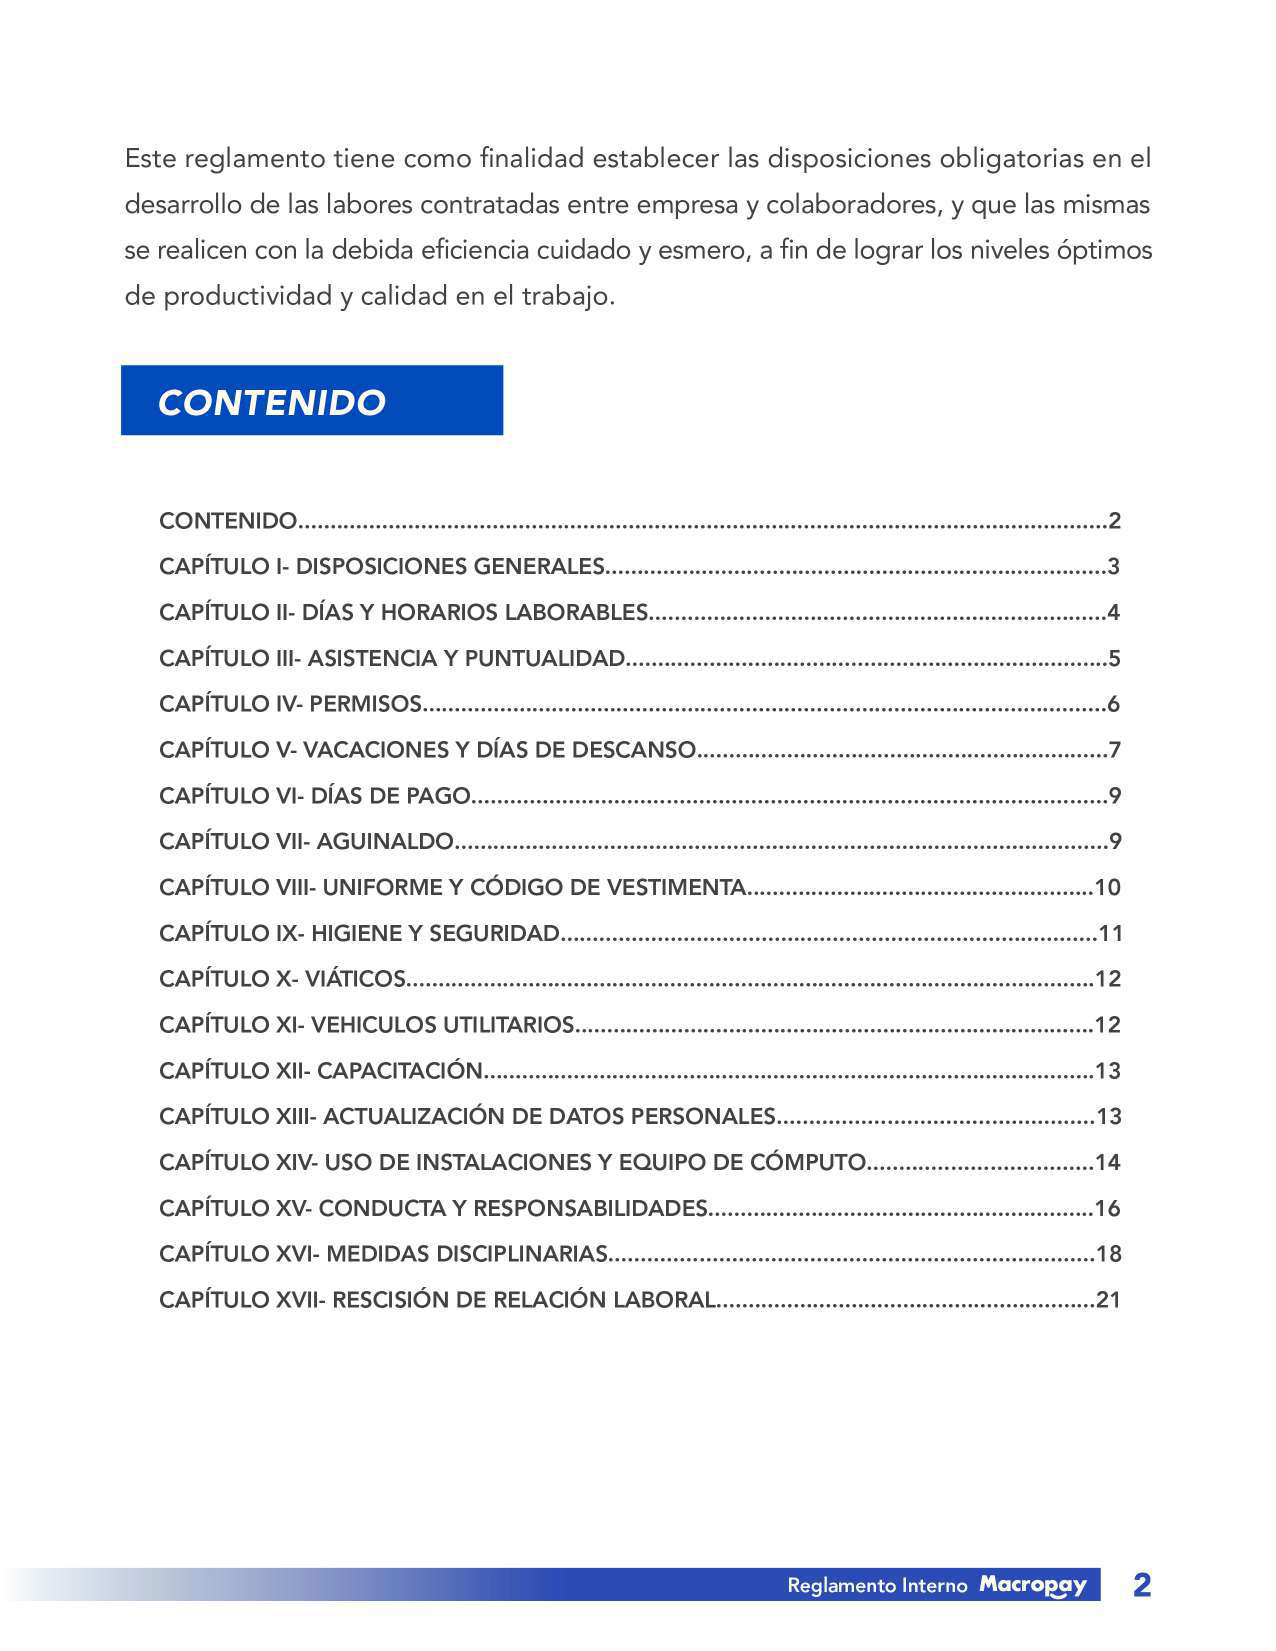 Este reglamento tiene como finalidad establecer las disposiciones obligatorias en el
desarrollo de las labores contratadas entre empresa y colaboradores, y que las mismas
se realicen con la debida eficiencia cuidado y esmero, a fin de lograr los niveles óptimos
de productividad y calidad en el trabajo.
CONTENIDO
CONTENIDO....................2
CAPÍTULO I- DISPOSICIONES GENERALES....................3
CAPÍTULO II- DÍAS Y HORARIOS LABORABLES....................4
CAPÍTULO III- ASISTENCIA Y PUNTUALIDAD....................5
CAPÍTULO IV- PERMISOS....................6
CAPÍTULO V- VACACIONES Y DÍAS DE DESCANSO....................7
CAPÍTULO VI- DÍAS DE PAGO....................9
CAPÍTULO VII- AGUINALDO....................9
CAPÍTULO VIII- UNIFORME Y CÓDIGO DE VESTIMENTA....................10
CAPÍTULO IX- HIGIENE Y SEGURIDAD....................11
CAPÍTULO X- VIÁTICOS....................12
CAPÍTULO XI- VEHICULOS UTILITARIOS....................12
CAPÍTULO XII- CAPACITACIÓN....................13
CAPÍTULO XIII- ACTUALIZACIÓN DE DATOS PERSONALES....................13
CAPÍTULO XIV- USO DE INSTALACIONES Y EQUIPO DE CÓMPUTO....................14
CAPÍTULO XV- CONDUCTA Y RESPONSABILIDADES....................16
CAPÍTULO XVI- MEDIDAS DISCIPLINARIAS....................18
CAPÍTULO XVII- RESCISIÓN DE RELACIÓN LABORAL....................21
Reglamento Interno Macropay 2